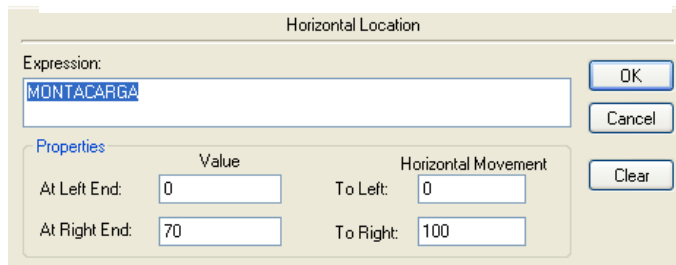 Horizontal Location
Expression:
MONTACARGA
OK
Cancel
Clear
Properties
Value
Horizontal Movement
At Left End: 0 To Left: 0
At Right End: 70 To Right: 100